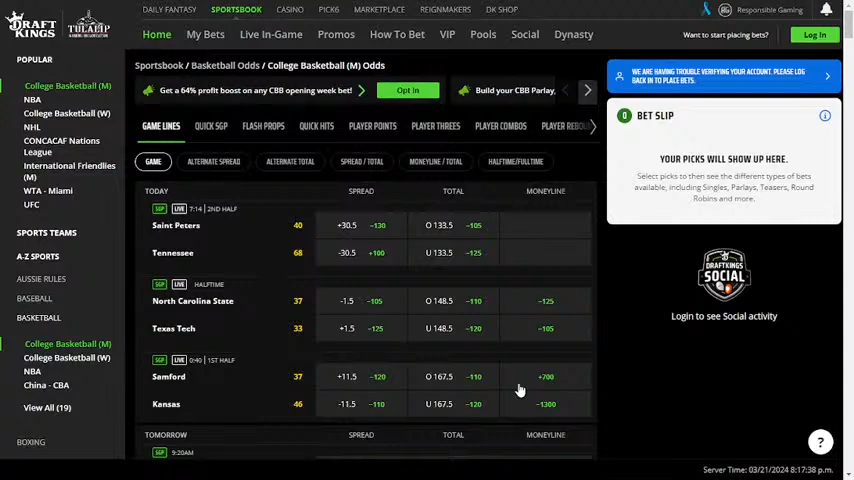 DRAFT KINGS
TULALIP
DAILY FANTASY SPORTSBOOK CASINO PICK6 MARKETPLACE REIGNMAKERS DK SHOP
Responsible Gaming
Home My Bets Live In-Game Promos How To Bet VIP Pools Social Dynasty
Want to start placing bets? Log In
POPULAR
College Basketball (M)
NBA
College Basketball (W)
NHL
CONCACAF Nations
League
International Friendlies
(M)
WTA - Miami
UFC
SPORTS TEAMS
A-Z SPORTS
AUSSIE RULES
BASEBALL
BASKETBALL
College Basketball (M)
College Basketball (W)
NBA
China - CBA
View All (19)
BOXING
Sportsbook / Basketball Odds / College Basketball (M) Odds
Get a 64% profit boost on any CBB opening week bet! Opt In Build your CBB Parlay,
GAME LINES QUICK SGP FLASH PROPS QUICK HITS PLAYER POINTS PLAYER THREES PLAYER COMBOS PLAYER REBOU
GAME ALTERNATE SPREAD ALTERNATE TOTAL SPREAD / TOTAL MONEYLINE / TOTAL HALFTIME/FULLTIME
TODAY SPREAD TOTAL MONEYLINE
SGP LIVE 7:14 | 2ND HALF
Saint Peters 40 +30.5 −130 O 133.5 −105
Tennessee 68 -30.5 +100 U 133.5 −125
SGP LIVE HALFTIME
North Carolina State 37 -1.5 −105 O 148.5 −110 −125
Texas Tech 33 +1.5 −125 U 148.5 −120 −105
SGP LIVE 0:40 | 1ST HALF
Samford 37 +11.5 −120 O 167.5 −110 +700
Kansas 46 -11.5 −110 U 167.5 −120 −1300
TOMORROW SPREAD TOTAL MONEYLINE
SGP 9:20AM
WE ARE HAVING TROUBLE VERIFYING YOUR ACCOUNT. PLEASE LOG
BACK IN TO PLACE BETS.
0 BET SLIP
YOUR PICKS WILL SHOW UP HERE.
Select picks to then see the different types of bets
available, including Singles, Parlays, Teasers, Round
Robins and more.
DRAFTKINGS
SOCIAL
Login to see Social activity
?
Server Time: 03/21/2024 8:17:38 p.m.